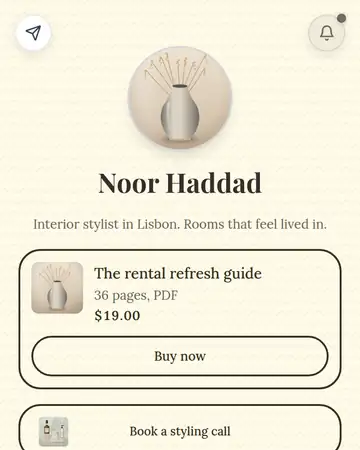 Noor Haddad
Interior stylist in Lisbon. Rooms that feel lived in.
The rental refresh guide
36 pages, PDF
$19.00
Buy now
Book a styling call